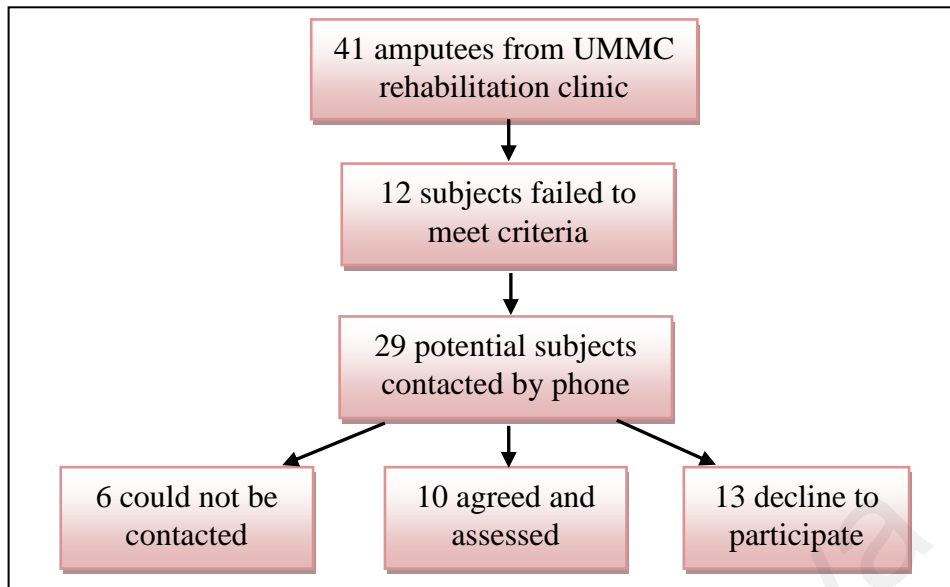 41 amputees from UMMC
rehabilitation clinic
12 subjects failed to
meet criteria
29 potential subjects
contacted by phone
6 could not be
contacted
10 agreed and
assessed
13 decline to
participate